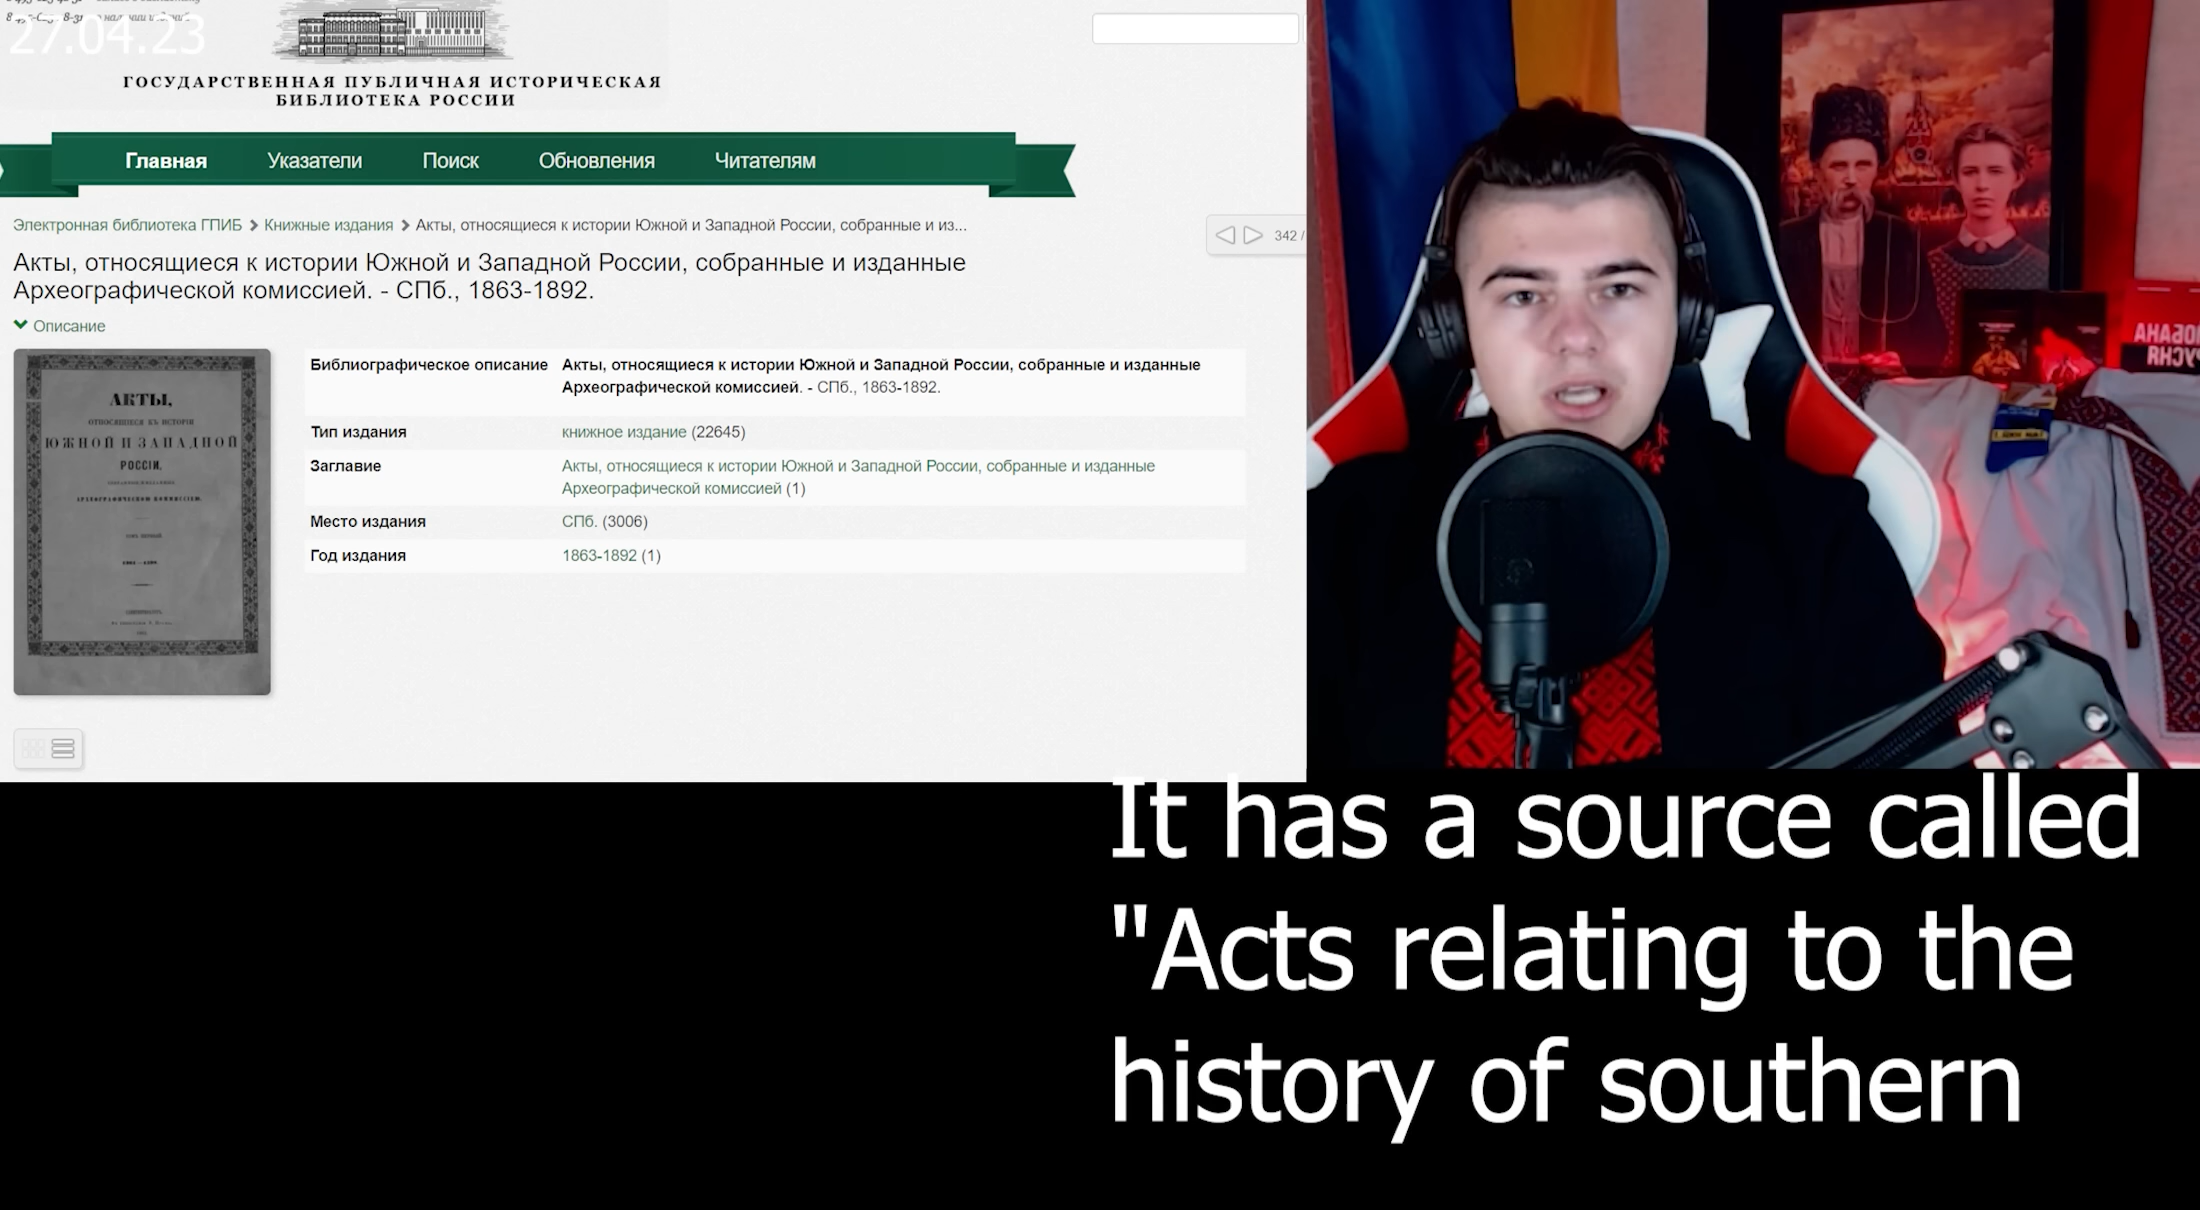 27.04.23
ГОСУДАРСТВЕННАЯ ПУБЛИЧНАЯ ИСТОРИЧЕСКАЯ
БИБЛИОТЕКА РОССИИ
Главная Указатели Поиск Обновления Читателям
Электронная библиотека ГПИБ > Книжные издания > Акты, относящиеся к истории Южной и Западной России, собранные и из...
342 /
Акты, относящиеся к истории Южной и Западной России, собранные и изданные
Археографической комиссией. - СПб., 1863-1892.
Описание
АКТЫ,
ОТНОСЯЩІЕСЯ КЪ ИСТОРІИ
ЮЖНОЙ И ЗАПАДНОЙ
РОССІИ,
АРХЕОГРАФИЧЕСКОЮ КОММИССІЕЮ.
Библиографическое описание Акты, относящиеся к истории Южной и Западной России, собранные и изданные
Археографической комиссией. - СПб., 1863-1892.
Тип издания книжное издание (22645)
Заглавие Акты, относящиеся к истории Южной и Западной России, собранные и изданные
Археографической комиссией (1)
Место издания СПб. (3006)
Год издания 1863-1892 (1)
It has a source called
"Acts relating to the
history of southern